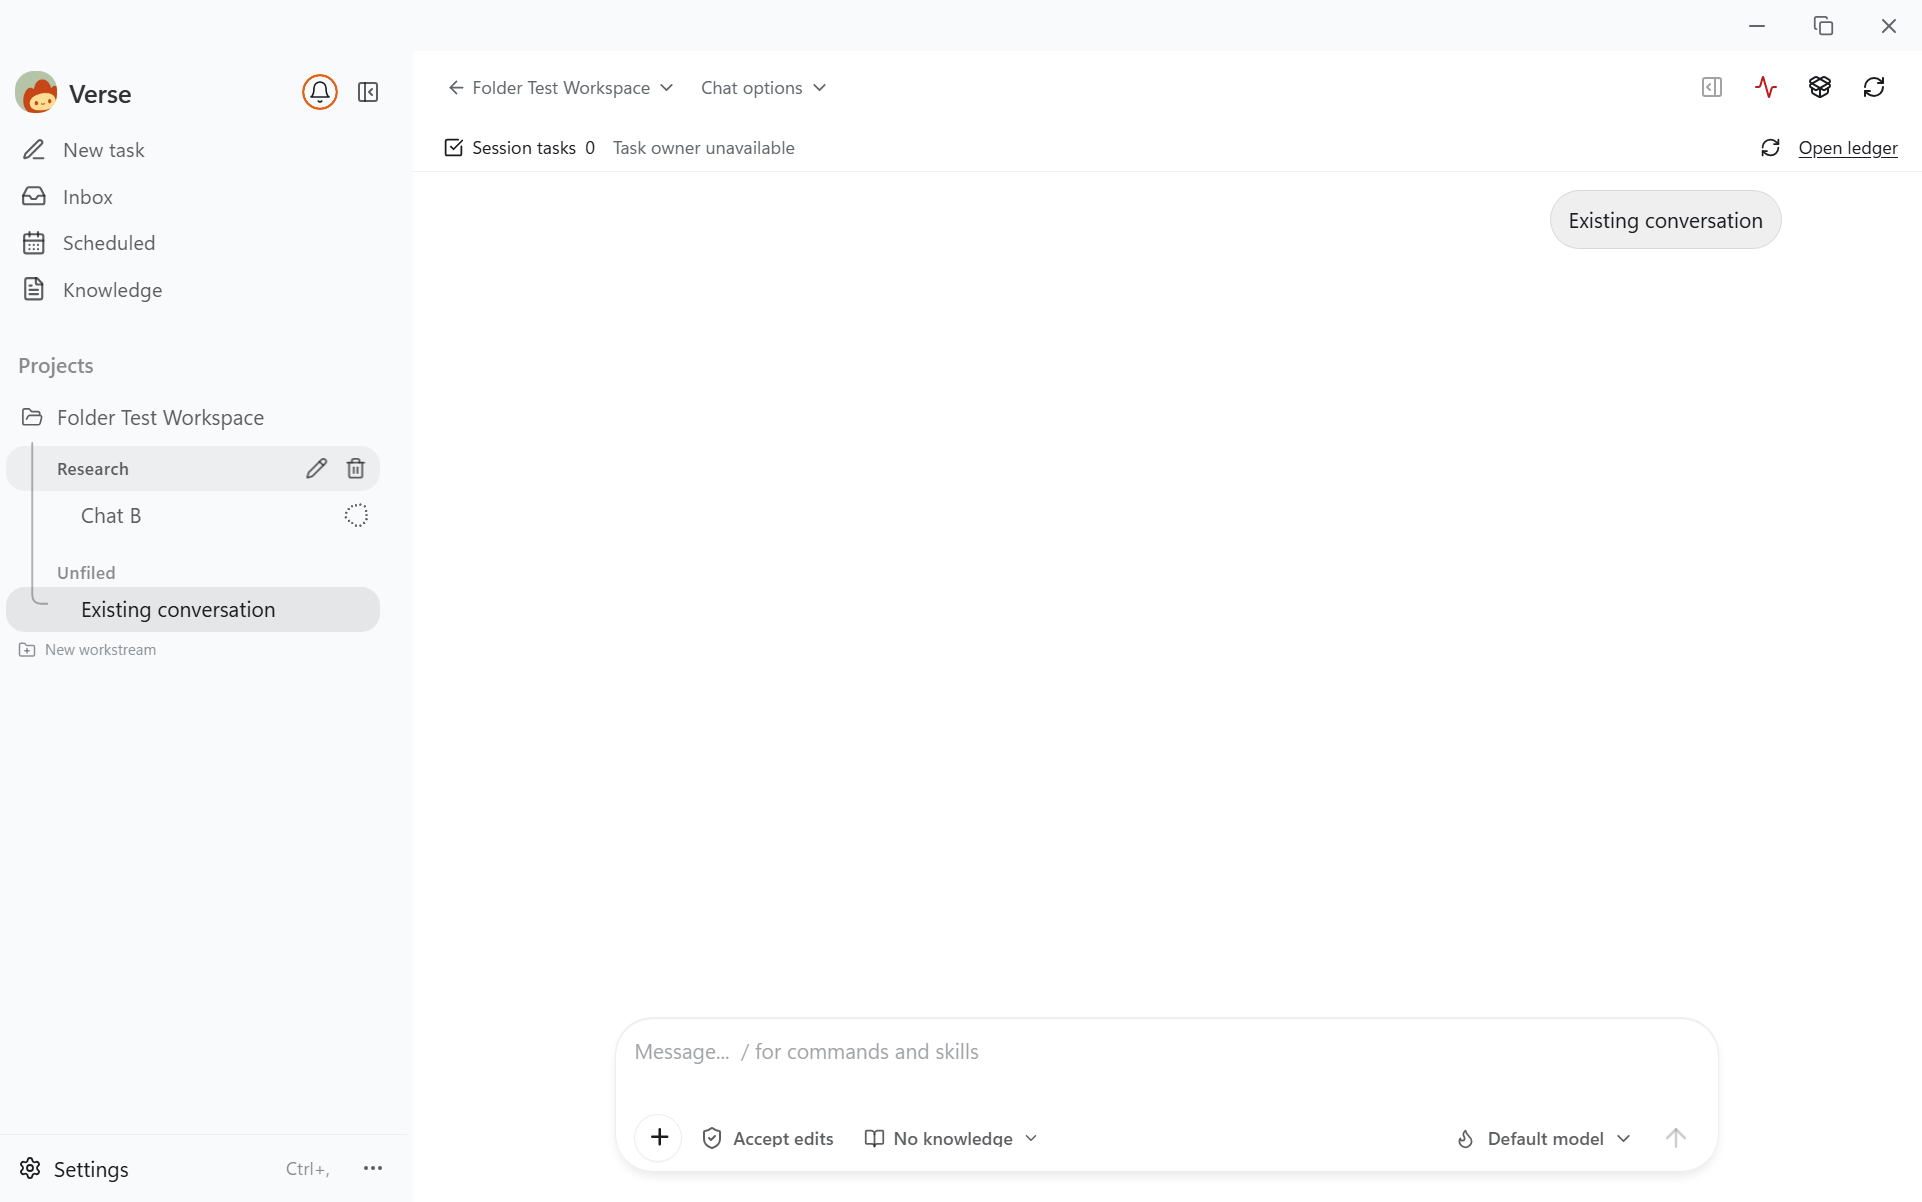 Verse
New task
Inbox
Scheduled
Knowledge
Projects
Folder Test Workspace
Research
Chat B
Unfiled
Existing conversation
New workstream
Settings Ctrl+,
Folder Test Workspace Chat options
Session tasks 0 Task owner unavailable Open ledger
Existing conversation
Message... / for commands and skills
Accept edits No knowledge Default model